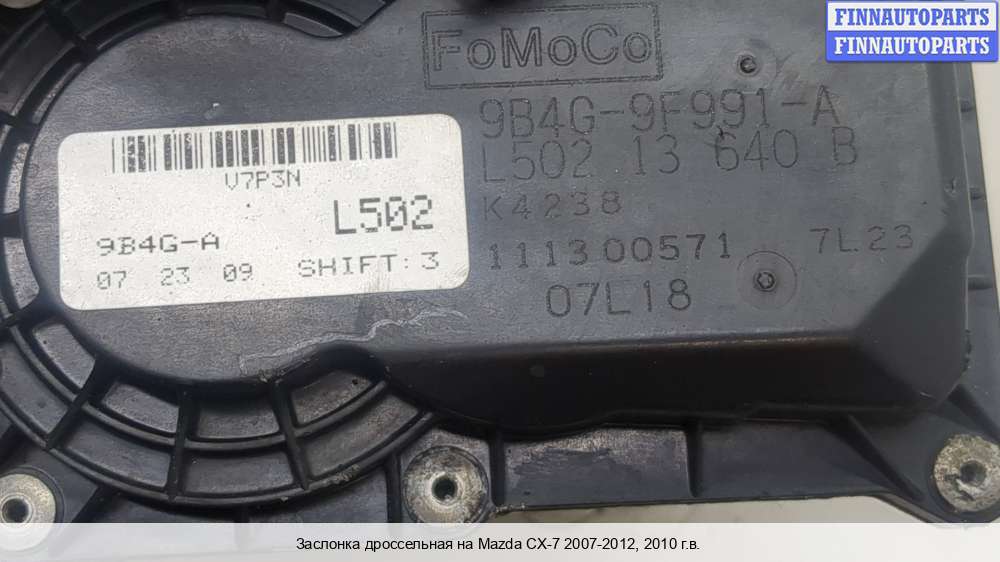 FINNAUTOPARTS
FINNAUTOPARTS
FoMoCo
9B4G-9F991-A
L502 13 640 B
K4238
111300571 7L23
07L18
V7P3N
L502
9B4G-A
07 23 09 SHIFT:3
Заслонка дроссельная на Mazda CX-7 2007-2012, 2010 г.в.